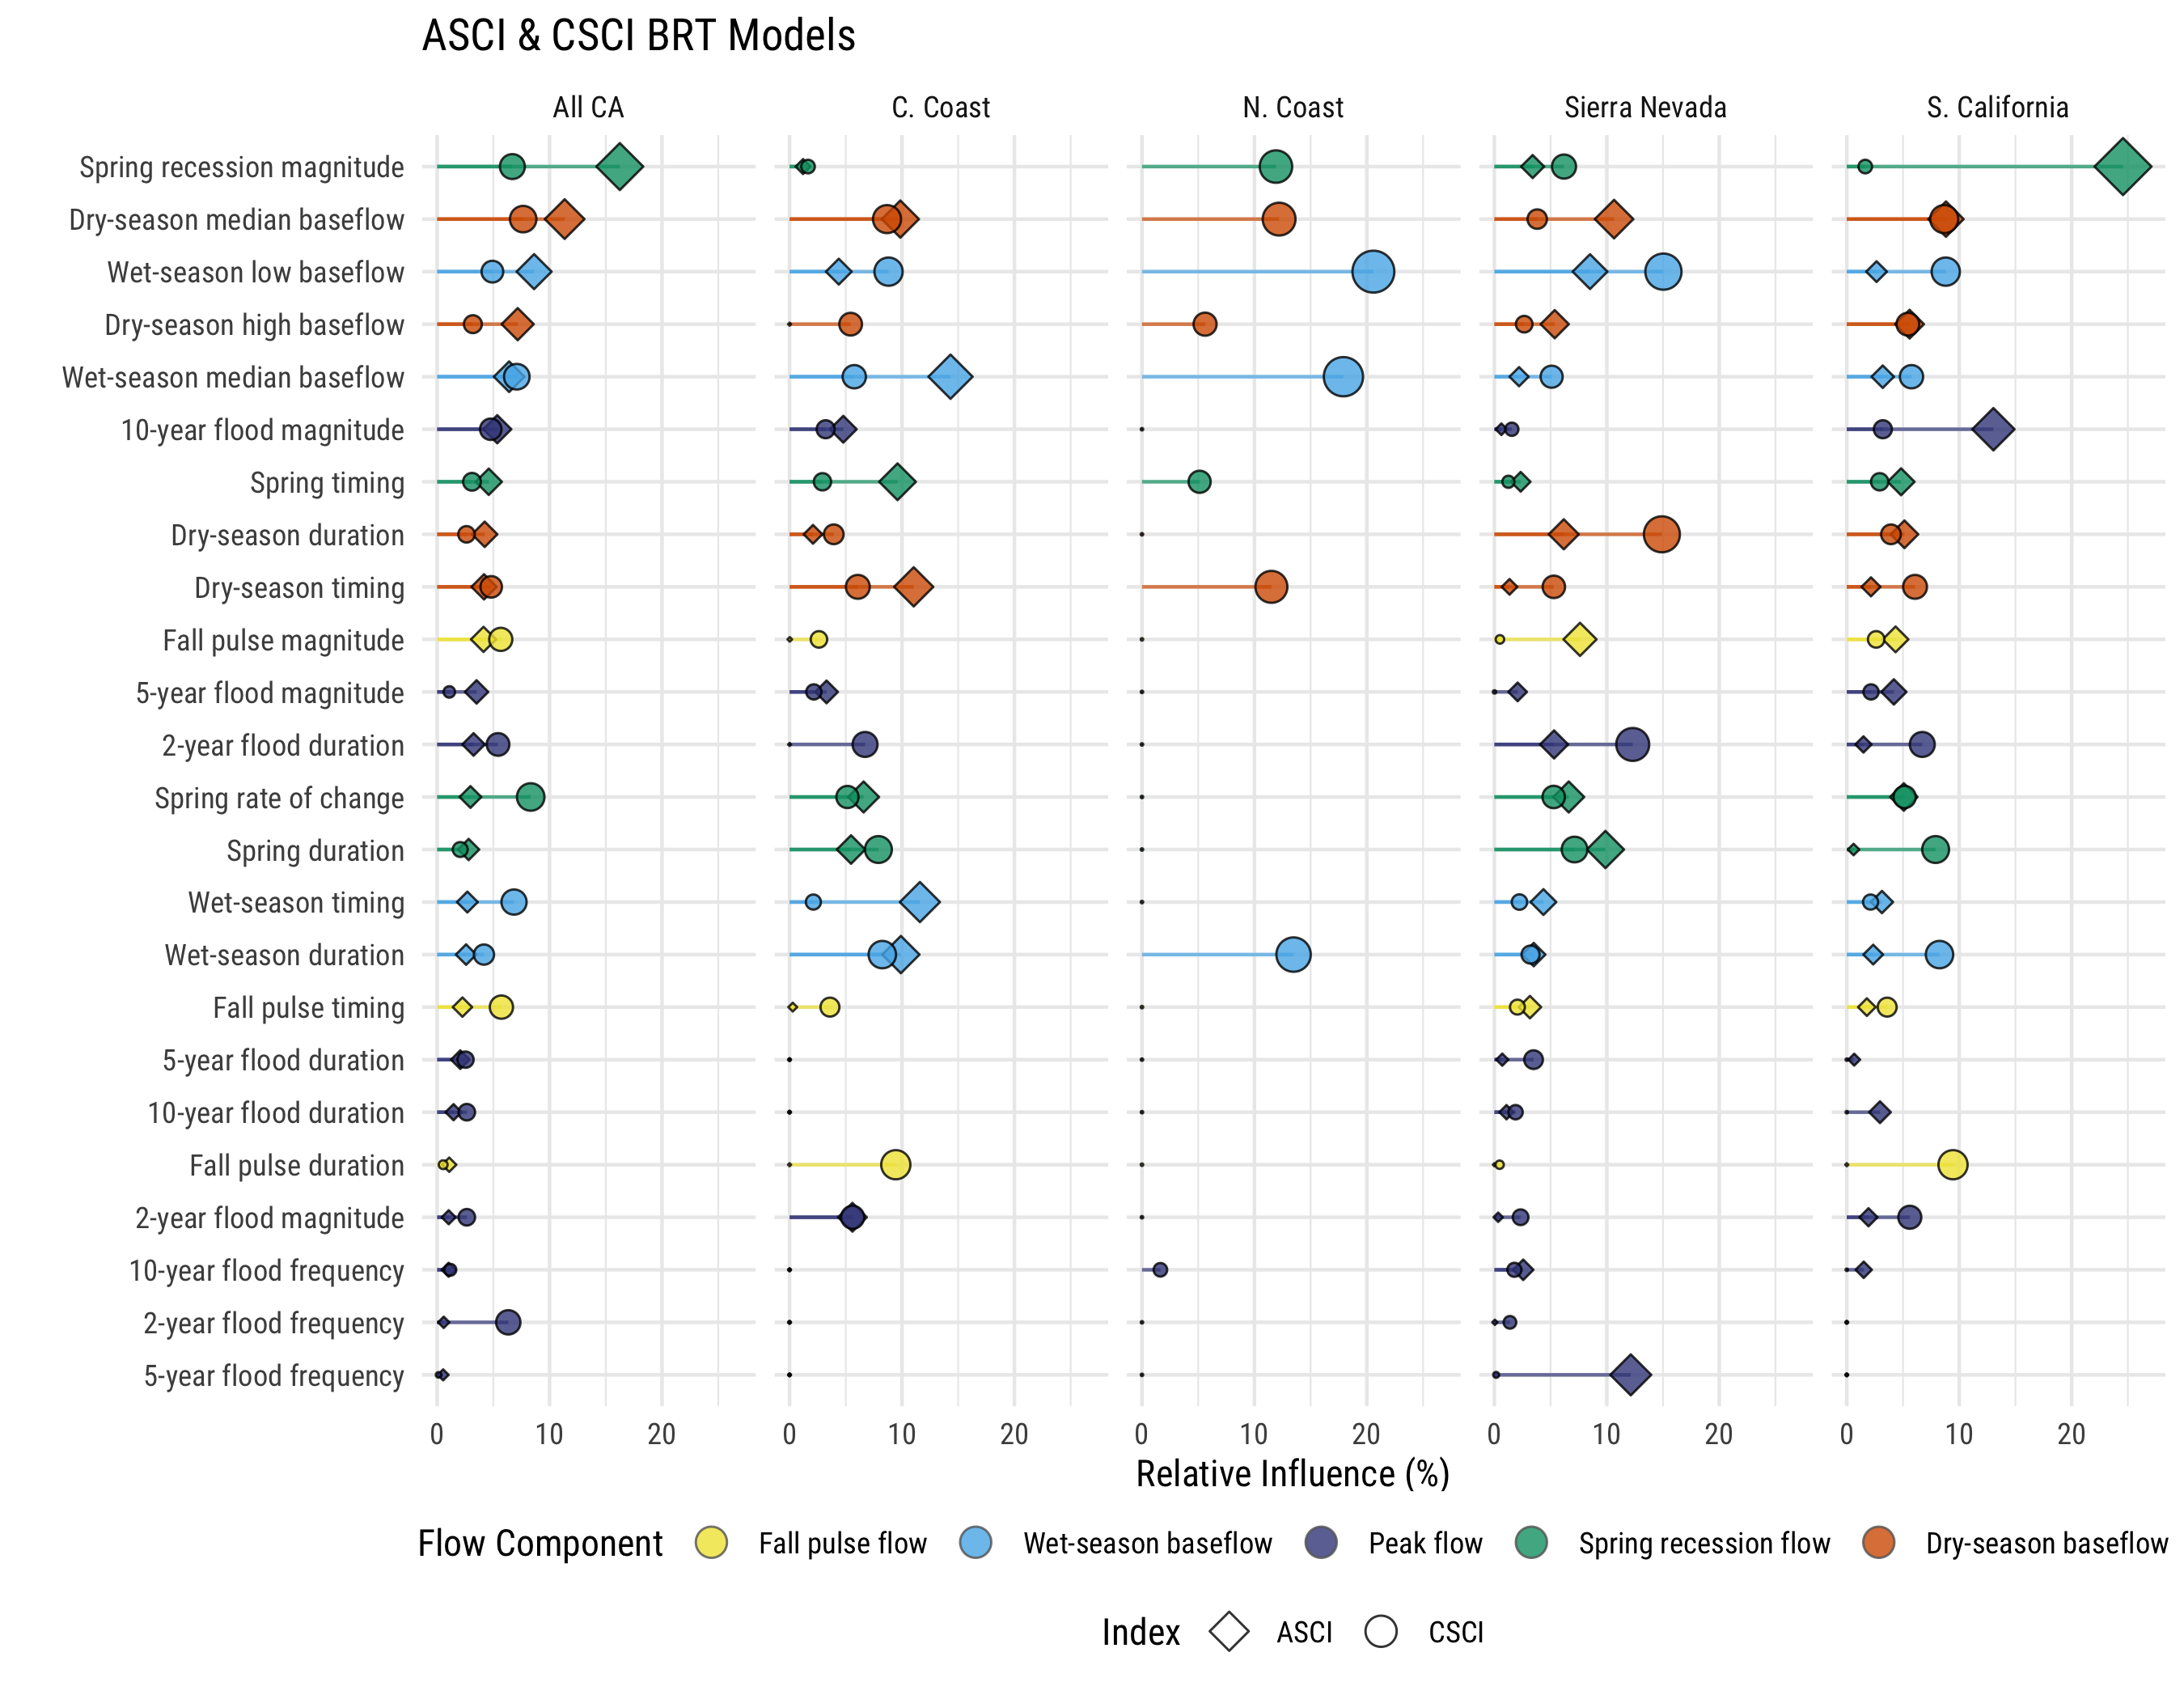 ASCI & CSCI BRT Models
All CA C. Coast N. Coast Sierra Nevada S. California
Spring recession magnitude
Dry-season median baseflow
Wet-season low baseflow
Dry-season high baseflow
Wet-season median baseflow
10-year flood magnitude
Spring timing
Dry-season duration
Dry-season timing
Fall pulse magnitude
5-year flood magnitude
2-year flood duration
Spring rate of change
Spring duration
Wet-season timing
Wet-season duration
Fall pulse timing
5-year flood duration
10-year flood duration
Fall pulse duration
2-year flood magnitude
10-year flood frequency
2-year flood frequency
5-year flood frequency
0 10 20 0 10 20 0 10 20 0 10 20 0 10 20
Relative Influence (%)
Flow Component Fall pulse flow Wet-season baseflow Peak flow Spring recession flow Dry-season baseflow
Index ASCI CSCI